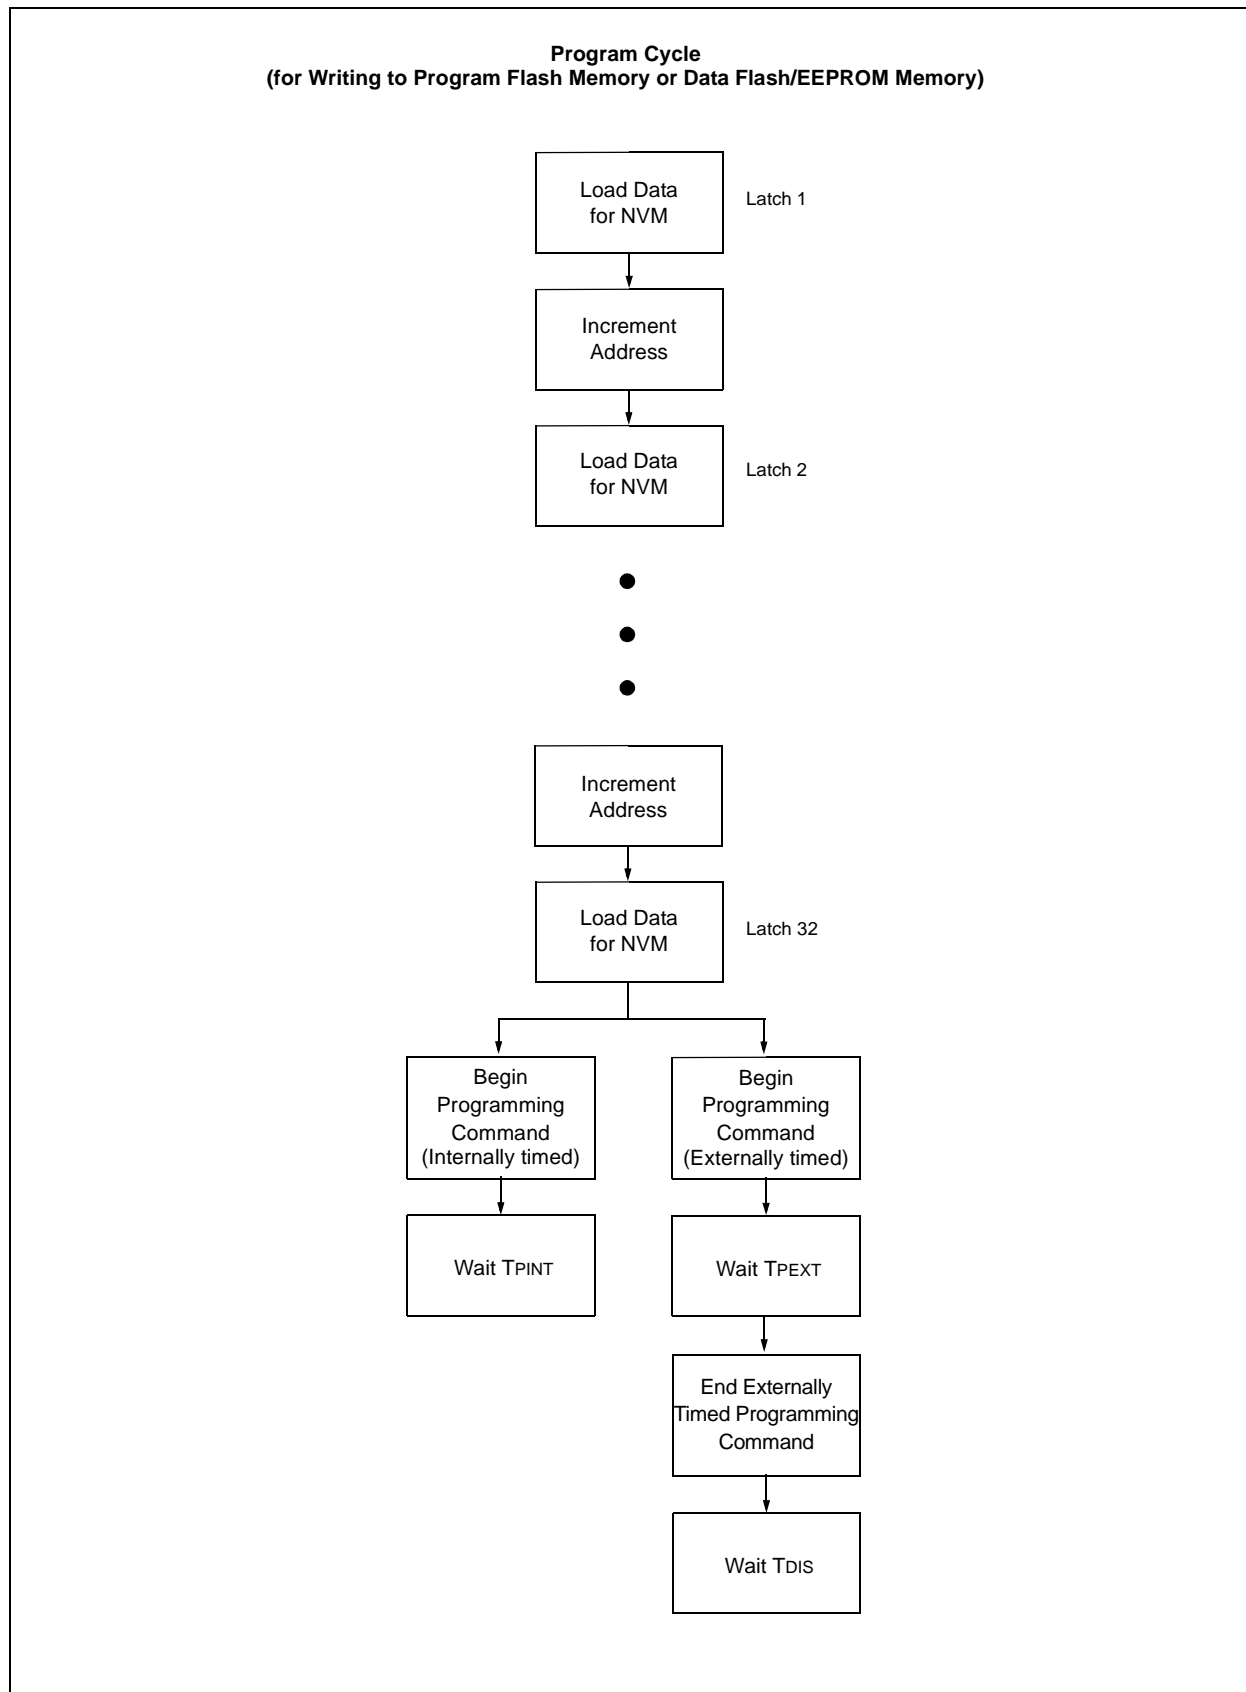 Program Cycle
(for Writing to Program Flash Memory or Data Flash/EEPROM Memory)
Load Data
for NVM
Latch 1
Increment
Address
Load Data
for NVM
Latch 2
Increment
Address
Load Data
for NVM
Latch 32
Begin
Programming
Command
(Internally timed)
Begin
Programming
Command
(Externally timed)
Wait TPINT
Wait TPEXT
End Externally
Timed Programming
Command
Wait TDIS